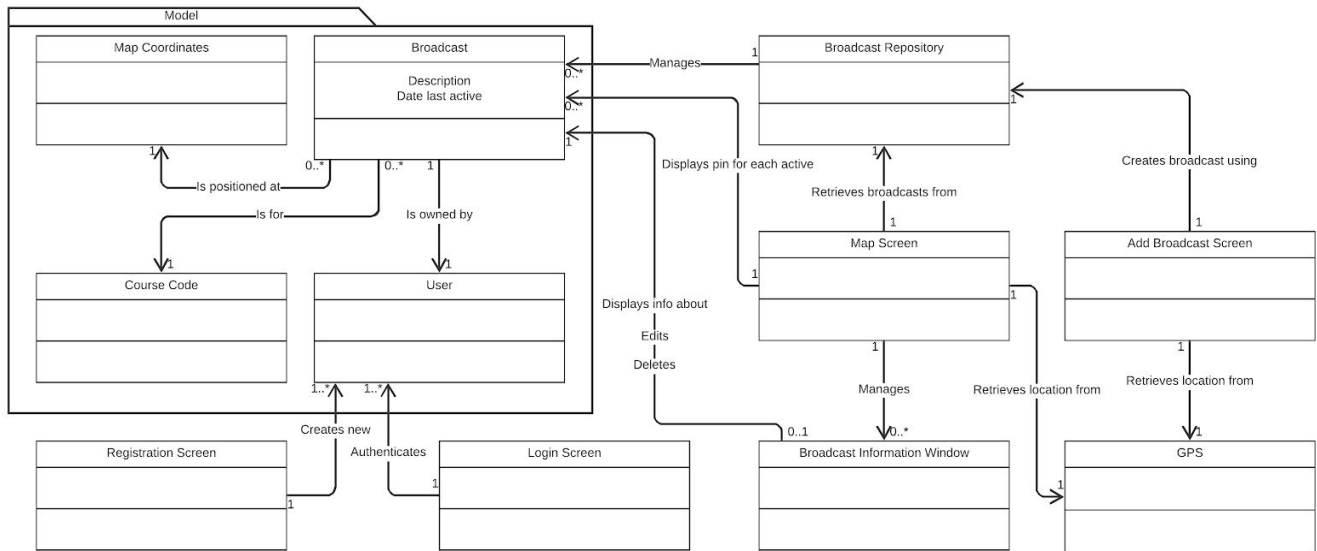 Model
Map Coordinates
Broadcast
Broadcast Repository
Description
Date last active
1
Manages
0..*
0..*
1
1
1
Displays pin for each active
Creates broadcast using
1
0..*
0..*
1
1
Is positioned at
Retrieves broadcasts from
Is for
Is owned by
1
1
Map Screen
Add Broadcast Screen
1
1
1
1
Course Code
User
Displays info about
Edits
Deletes
1
1
Retrieves location from
Manages
Retrieves location from
1..*
1..*
Creates new
Authenticates
0..1
0..*
1
Registration Screen
Login Screen
Broadcast Information Window
GPS
1
1
1